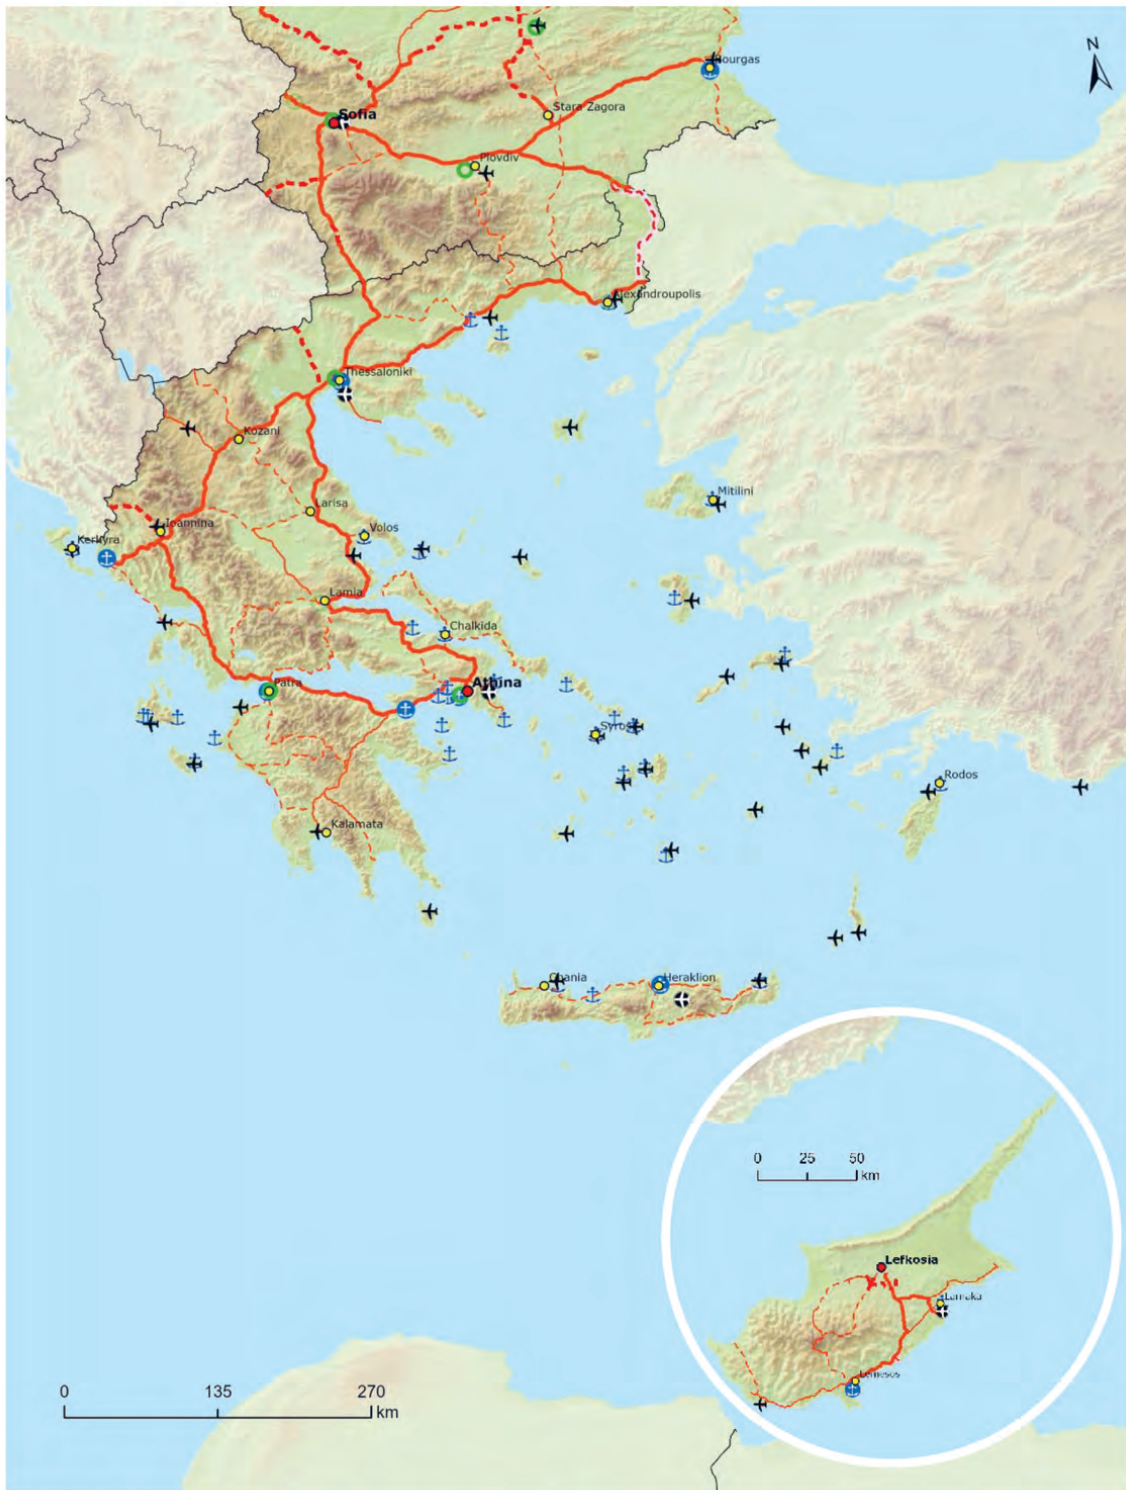 N
Bourgas
Stara Zagora
Sofia
Plovdiv
Alexandroupolis
Thessaloniki
Kozani
Mitilini
Larisa
Ioannina
Volos
Kerkyra
Lamia
Chalkida
Athina
Patra
Syros
Rodos
Kalamata
Chania
Heraklion
0 25 50
km
Lefkosia
Larnaka
Lemesos
0 135 270
km